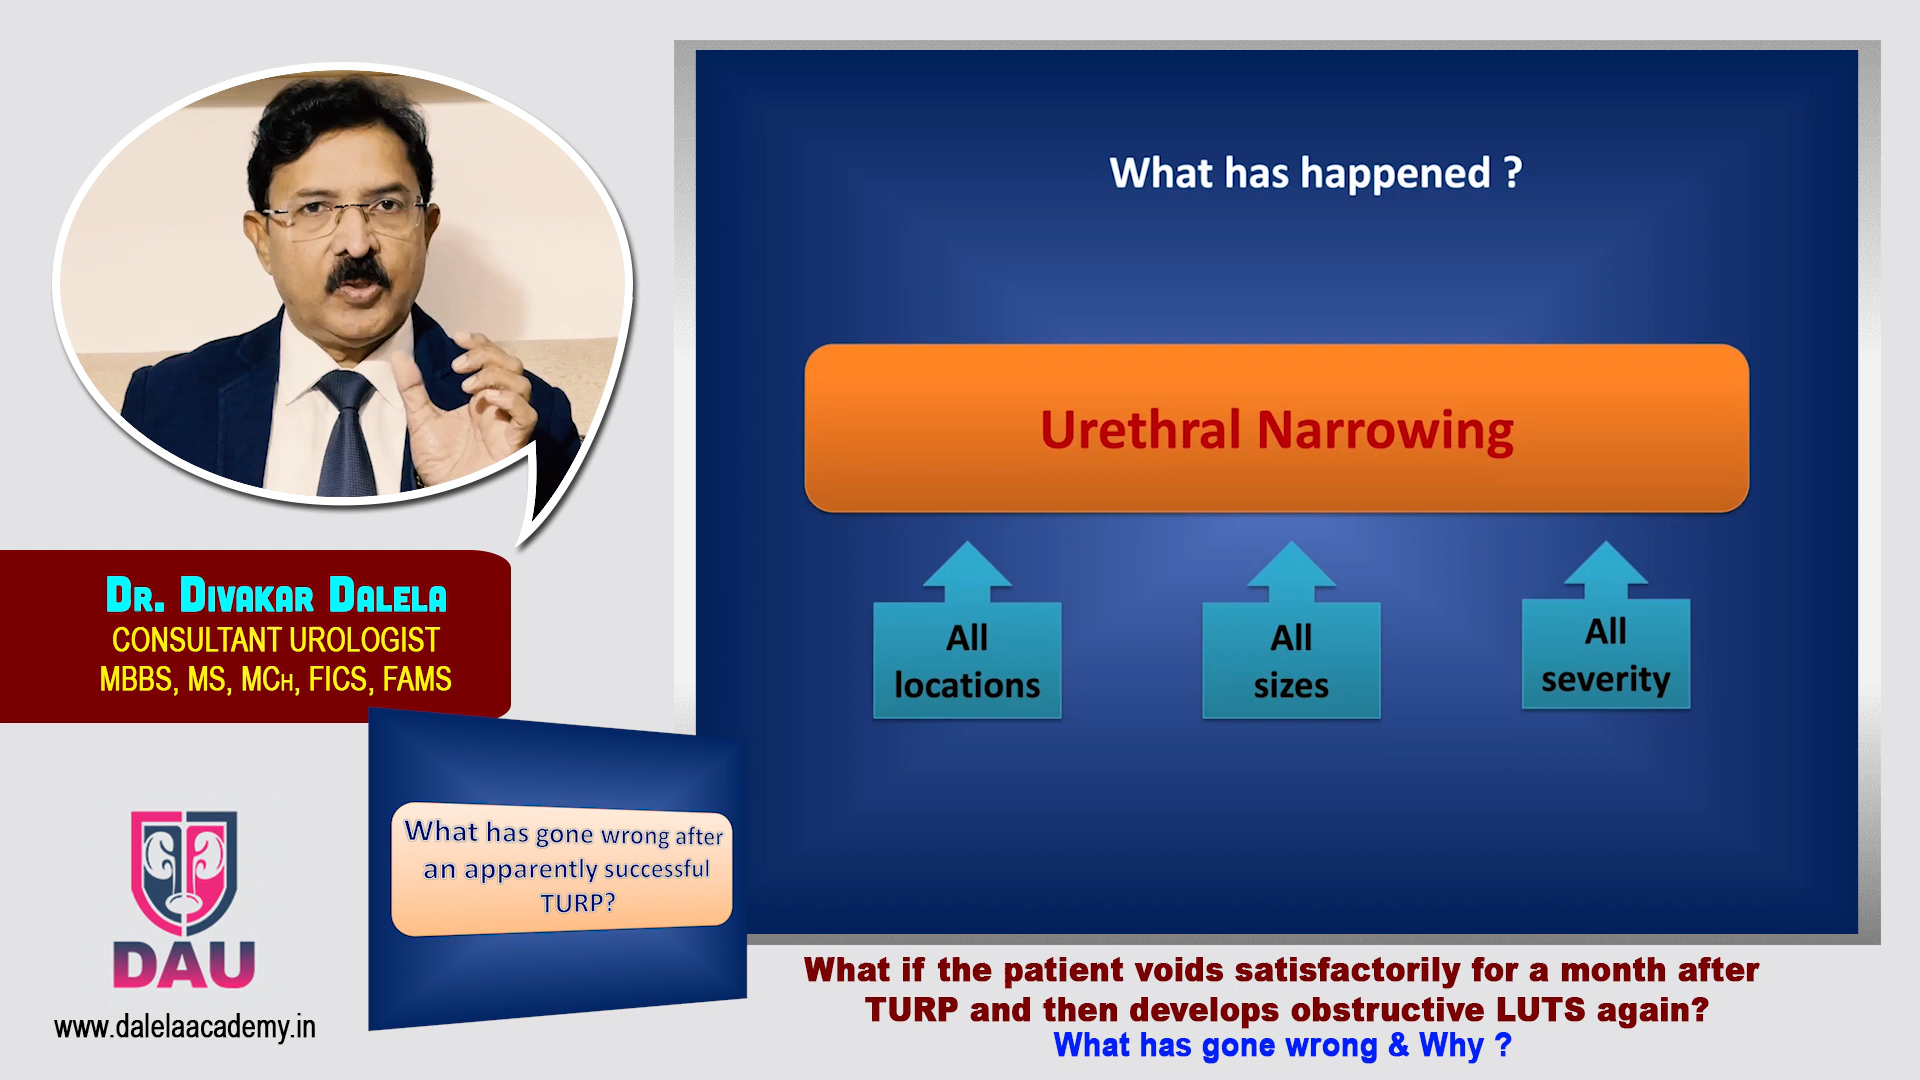 What has happened ?
Urethral Narrowing
All
locations
All
sizes
All
severity
Dr. Divakar Dalela
CONSULTANT UROLOGIST
MBBS, MS, MCH, FICS, FAMS
What has gone wrong after
an apparently successful
TURP?
DAU
www.dalelaacademy.in
What if the patient voids satisfactorily for a month after
TURP and then develops obstructive LUTS again?
What has gone wrong & Why ?